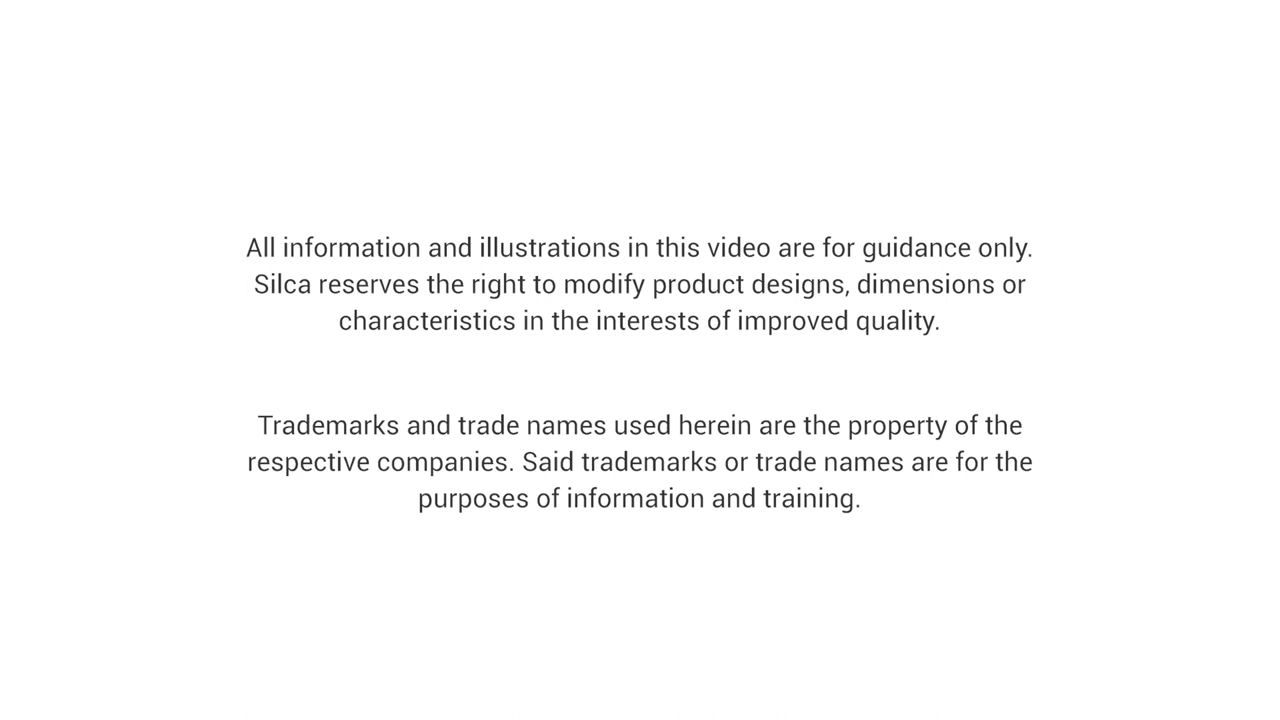 All information and illustrations in this video are for guidance only.
Silca reserves the right to modify product designs, dimensions or
characteristics in the interests of improved quality.
Trademarks and trade names used herein are the property of the
respective companies. Said trademarks or trade names are for the
purposes of information and training.